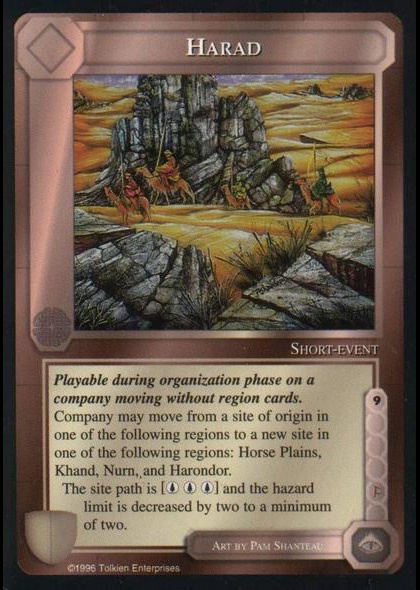 HARAD
SHORT-EVENT
Playable during organization phase on a
company moving without region cards.
Company may move from a site of origin in
one of the following regions to a new site in
one of the following regions: Horse Plains,
Khand, Nurn, and Harondor.
The site path is [ ] and the hazard
limit is decreased by two to a minimum
of two.
9
F
ART BY PAM SHANTEAU
©1996 Tolkien Enterprises